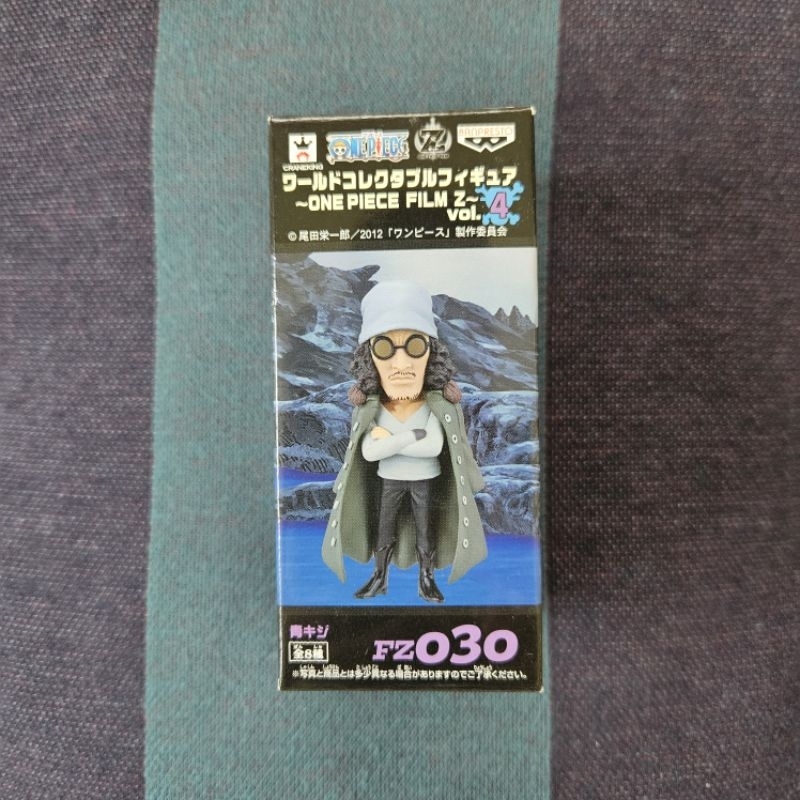 CRANEKING
ONE PIECE
BANPRESTO
ワールドコレクタブルフィギュア
~ONE PIECE FILM Z~
vol.4
©尾田栄一郎/2012「ワンピース」製作委員会
青キジ
全8種
FZ030
※写真と商品とは多少異なる場合がありますのでご了承ください。